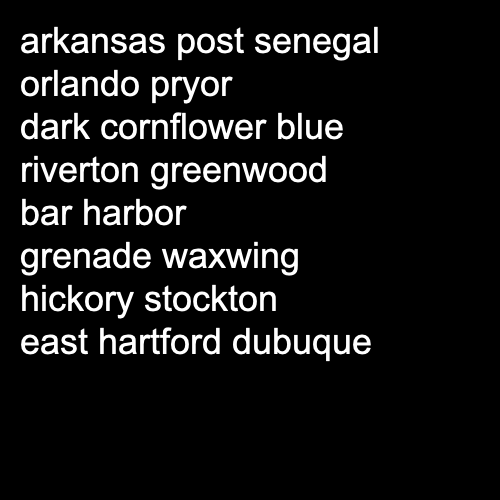 arkansas post senegal
orlando pryor
dark cornflower blue
riverton greenwood
bar harbor
grenade waxwing
hickory stockton
east hartford dubuque